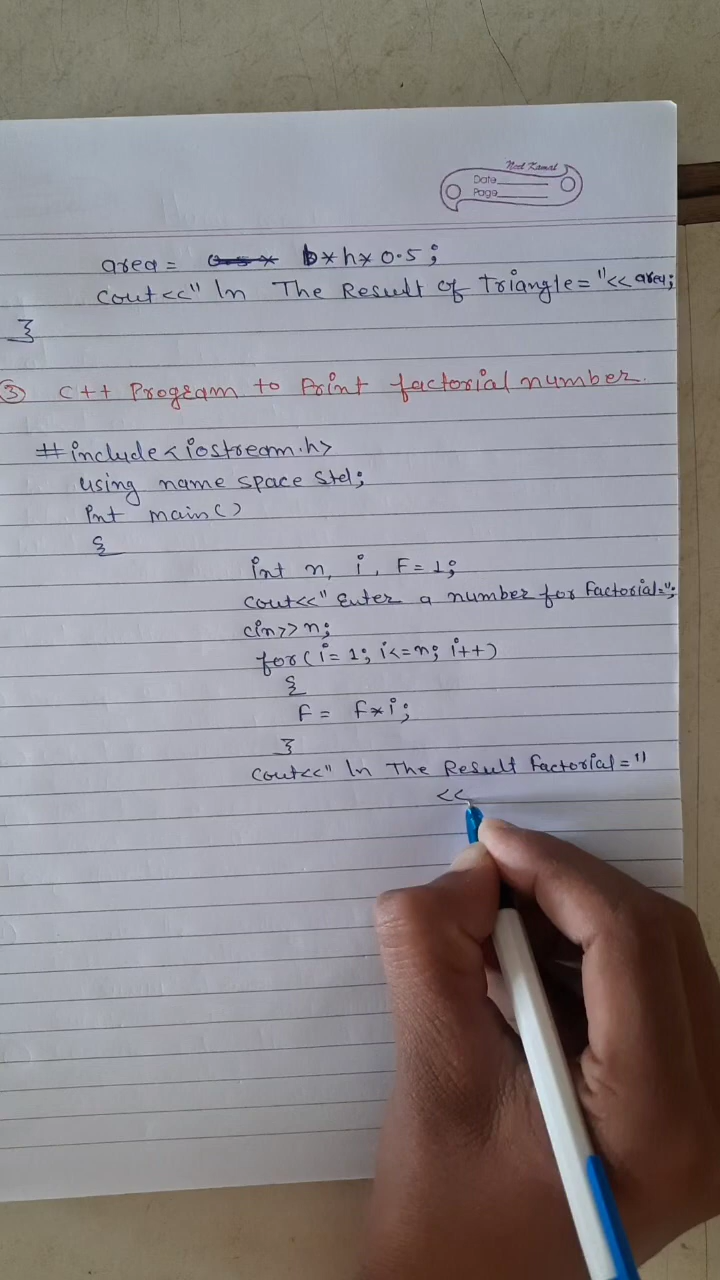 Neel Kamal
Date
Page
area = b*h*0.5;
cout<<" In The Result of Triangle = "<< area;
}
③ C++ Program to Print factorial number.
#include<iostream.h>
using name space std;
int main()
{
int n, i, F=1;
cout<<" Enter a number for Factorial=";
cin>>n;
for(i=1; i<=n; i++)
{
F = f*i;
}
cout<<" In The Result Factorial = "
<<